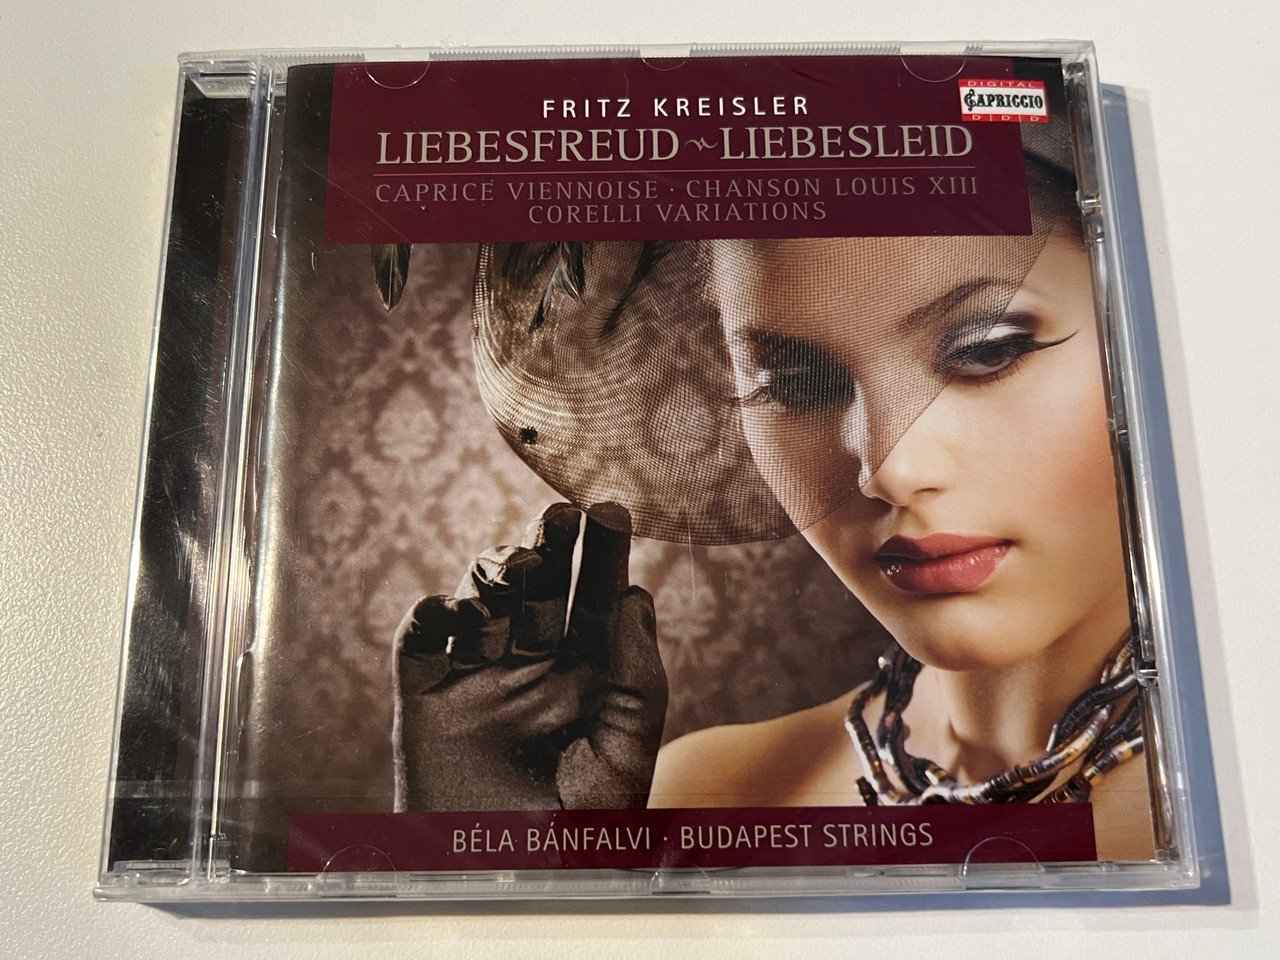 FRITZ KREISLER
DIGITAL
CAPRICCIO
DDD
LIEBESFREUD ~ LIEBESLEID
CAPRICE VIENNOISE · CHANSON LOUIS XIII
CORELLI VARIATIONS
BÉLA BÁNFALVI · BUDAPEST STRINGS